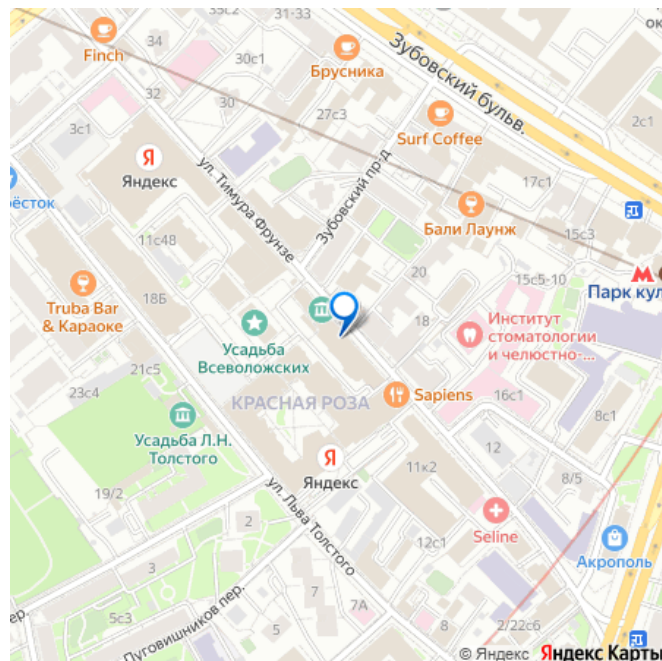 35с2
31-33
34
Finch
30с1
Брусника
Зубовский бульв.
32
30
27с3
3с1
Surf Coffee
2с1
Я
Яндекс
ул. Тимура Фрунзе
Зубовский пр-д
17с1
Бали Лаунж
рёсток
11с48
15с3
М
18Б
20
15с5-10
Парк кул
Truba Bar
& Караоке
18
Институт
стоматологии
и челюстно-...
Усадьба
Всеволожских
21с5
23с4
КРАСНАЯ РОЗА
Sapiens
16с1
8с1
Усадьба Л.Н.
Толстого
12
Я
Яндекс
11к2
8/5
19/2
ул. Льва Толстого
2
Seline
Акрополь
12с1
3
7
5с3
7А
8
2/22с6
пер.
Пуговишников пер.
© Яндекс Яндекс Карты